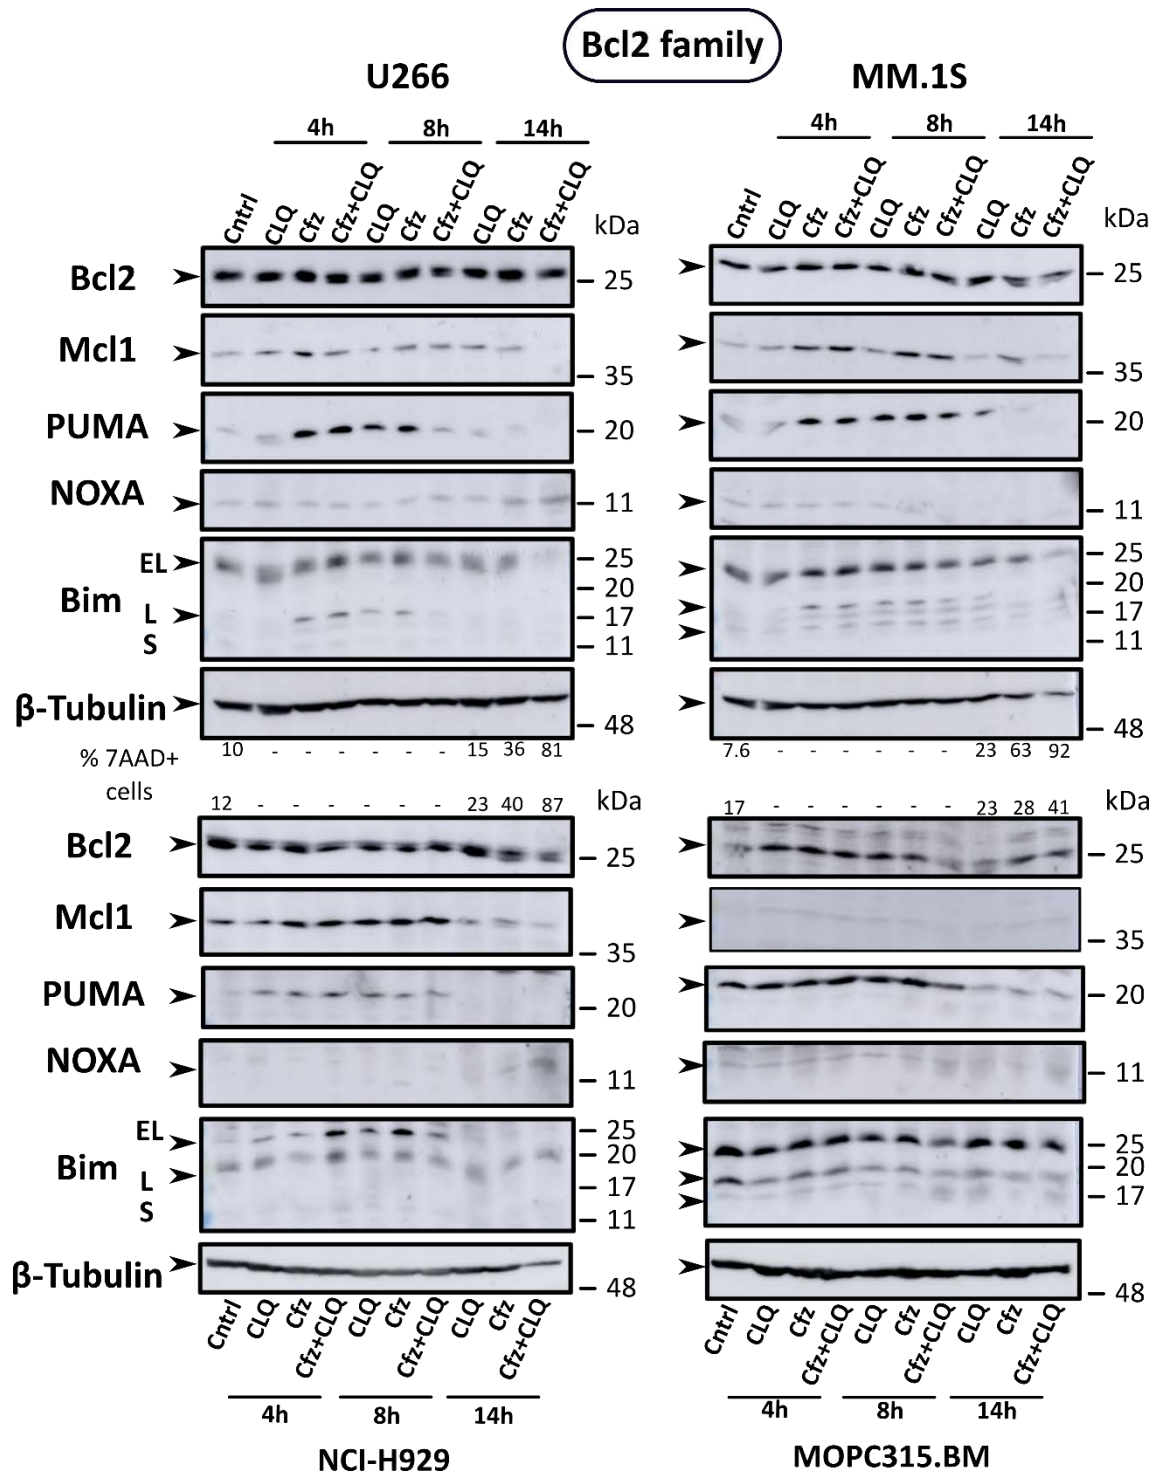 Bcl2 family
U266
MM.1S
4h 8h 14h
4h 8h 14h
Cntrl CLQ Cfz Cfz+CLQ CLQ Cfz Cfz+CLQ CLQ Cfz Cfz+CLQ kDa
Cntrl CLQ Cfz Cfz+CLQ CLQ Cfz Cfz+CLQ CLQ Cfz Cfz+CLQ kDa
Bcl2 25 25
Mcl1 35 35
PUMA 20 20
NOXA 11 11
Bim EL L S 25 20 17 11 25 20 17 11
β-Tubulin 48 48
% 7AAD+
cells
10 - - - - - - 15 36 81
7.6 - - - - - - 23 63 92
12 - - - - - - 23 40 87 kDa
17 - - - - - - 23 28 41 kDa
Bcl2 25 25
Mcl1 35 35
PUMA 20 20
NOXA 11 11
Bim EL L S 25 20 17 11 25 20 17
β-Tubulin 48 48
Cntrl CLQ Cfz Cfz+CLQ CLQ Cfz Cfz+CLQ CLQ Cfz Cfz+CLQ
Cntrl CLQ Cfz Cfz+CLQ CLQ Cfz Cfz+CLQ CLQ Cfz Cfz+CLQ
4h 8h 14h
4h 8h 14h
NCI-H929
MOPC315.BM